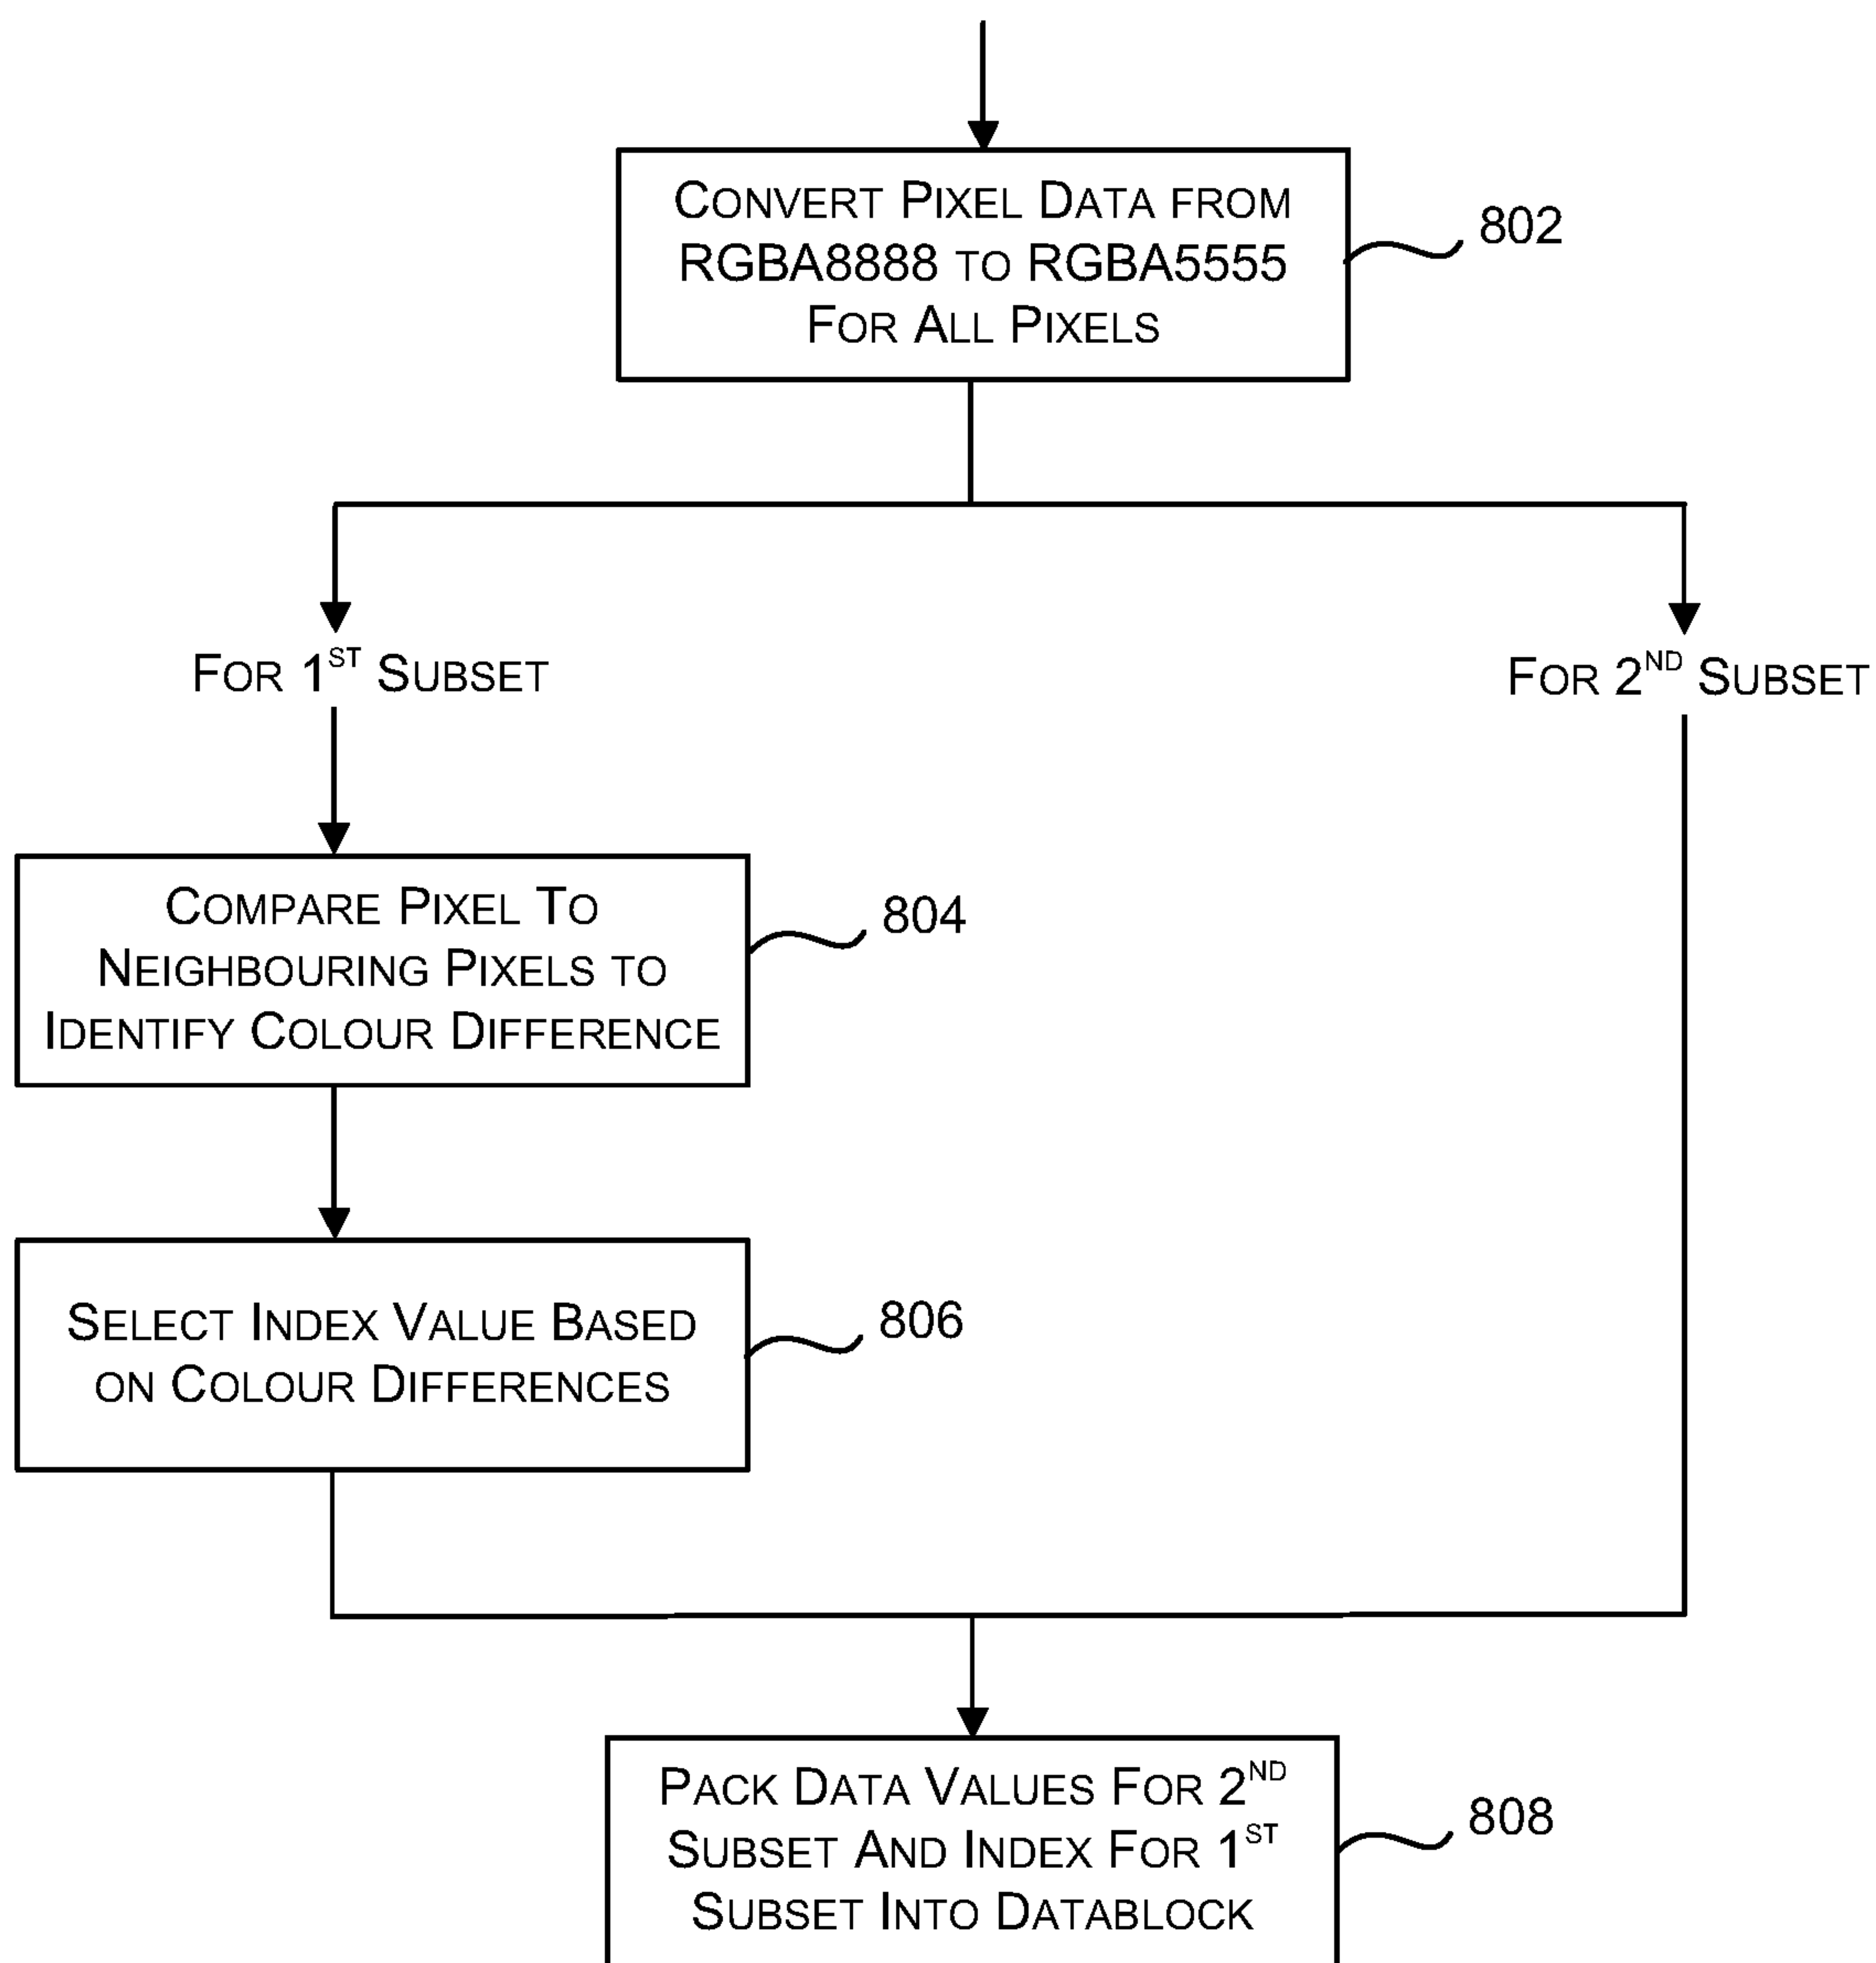 CONVERT PIXEL DATA FROM
RGBA8888 TO RGBA5555
FOR ALL PIXELS
802
FOR 1ST SUBSET
FOR 2ND SUBSET
COMPARE PIXEL TO
NEIGHBOURING PIXELS TO
IDENTIFY COLOUR DIFFERENCE
804
SELECT INDEX VALUE BASED
ON COLOUR DIFFERENCES
806
PACK DATA VALUES FOR 2ND
SUBSET AND INDEX FOR 1ST
SUBSET INTO DATABLOCK
808